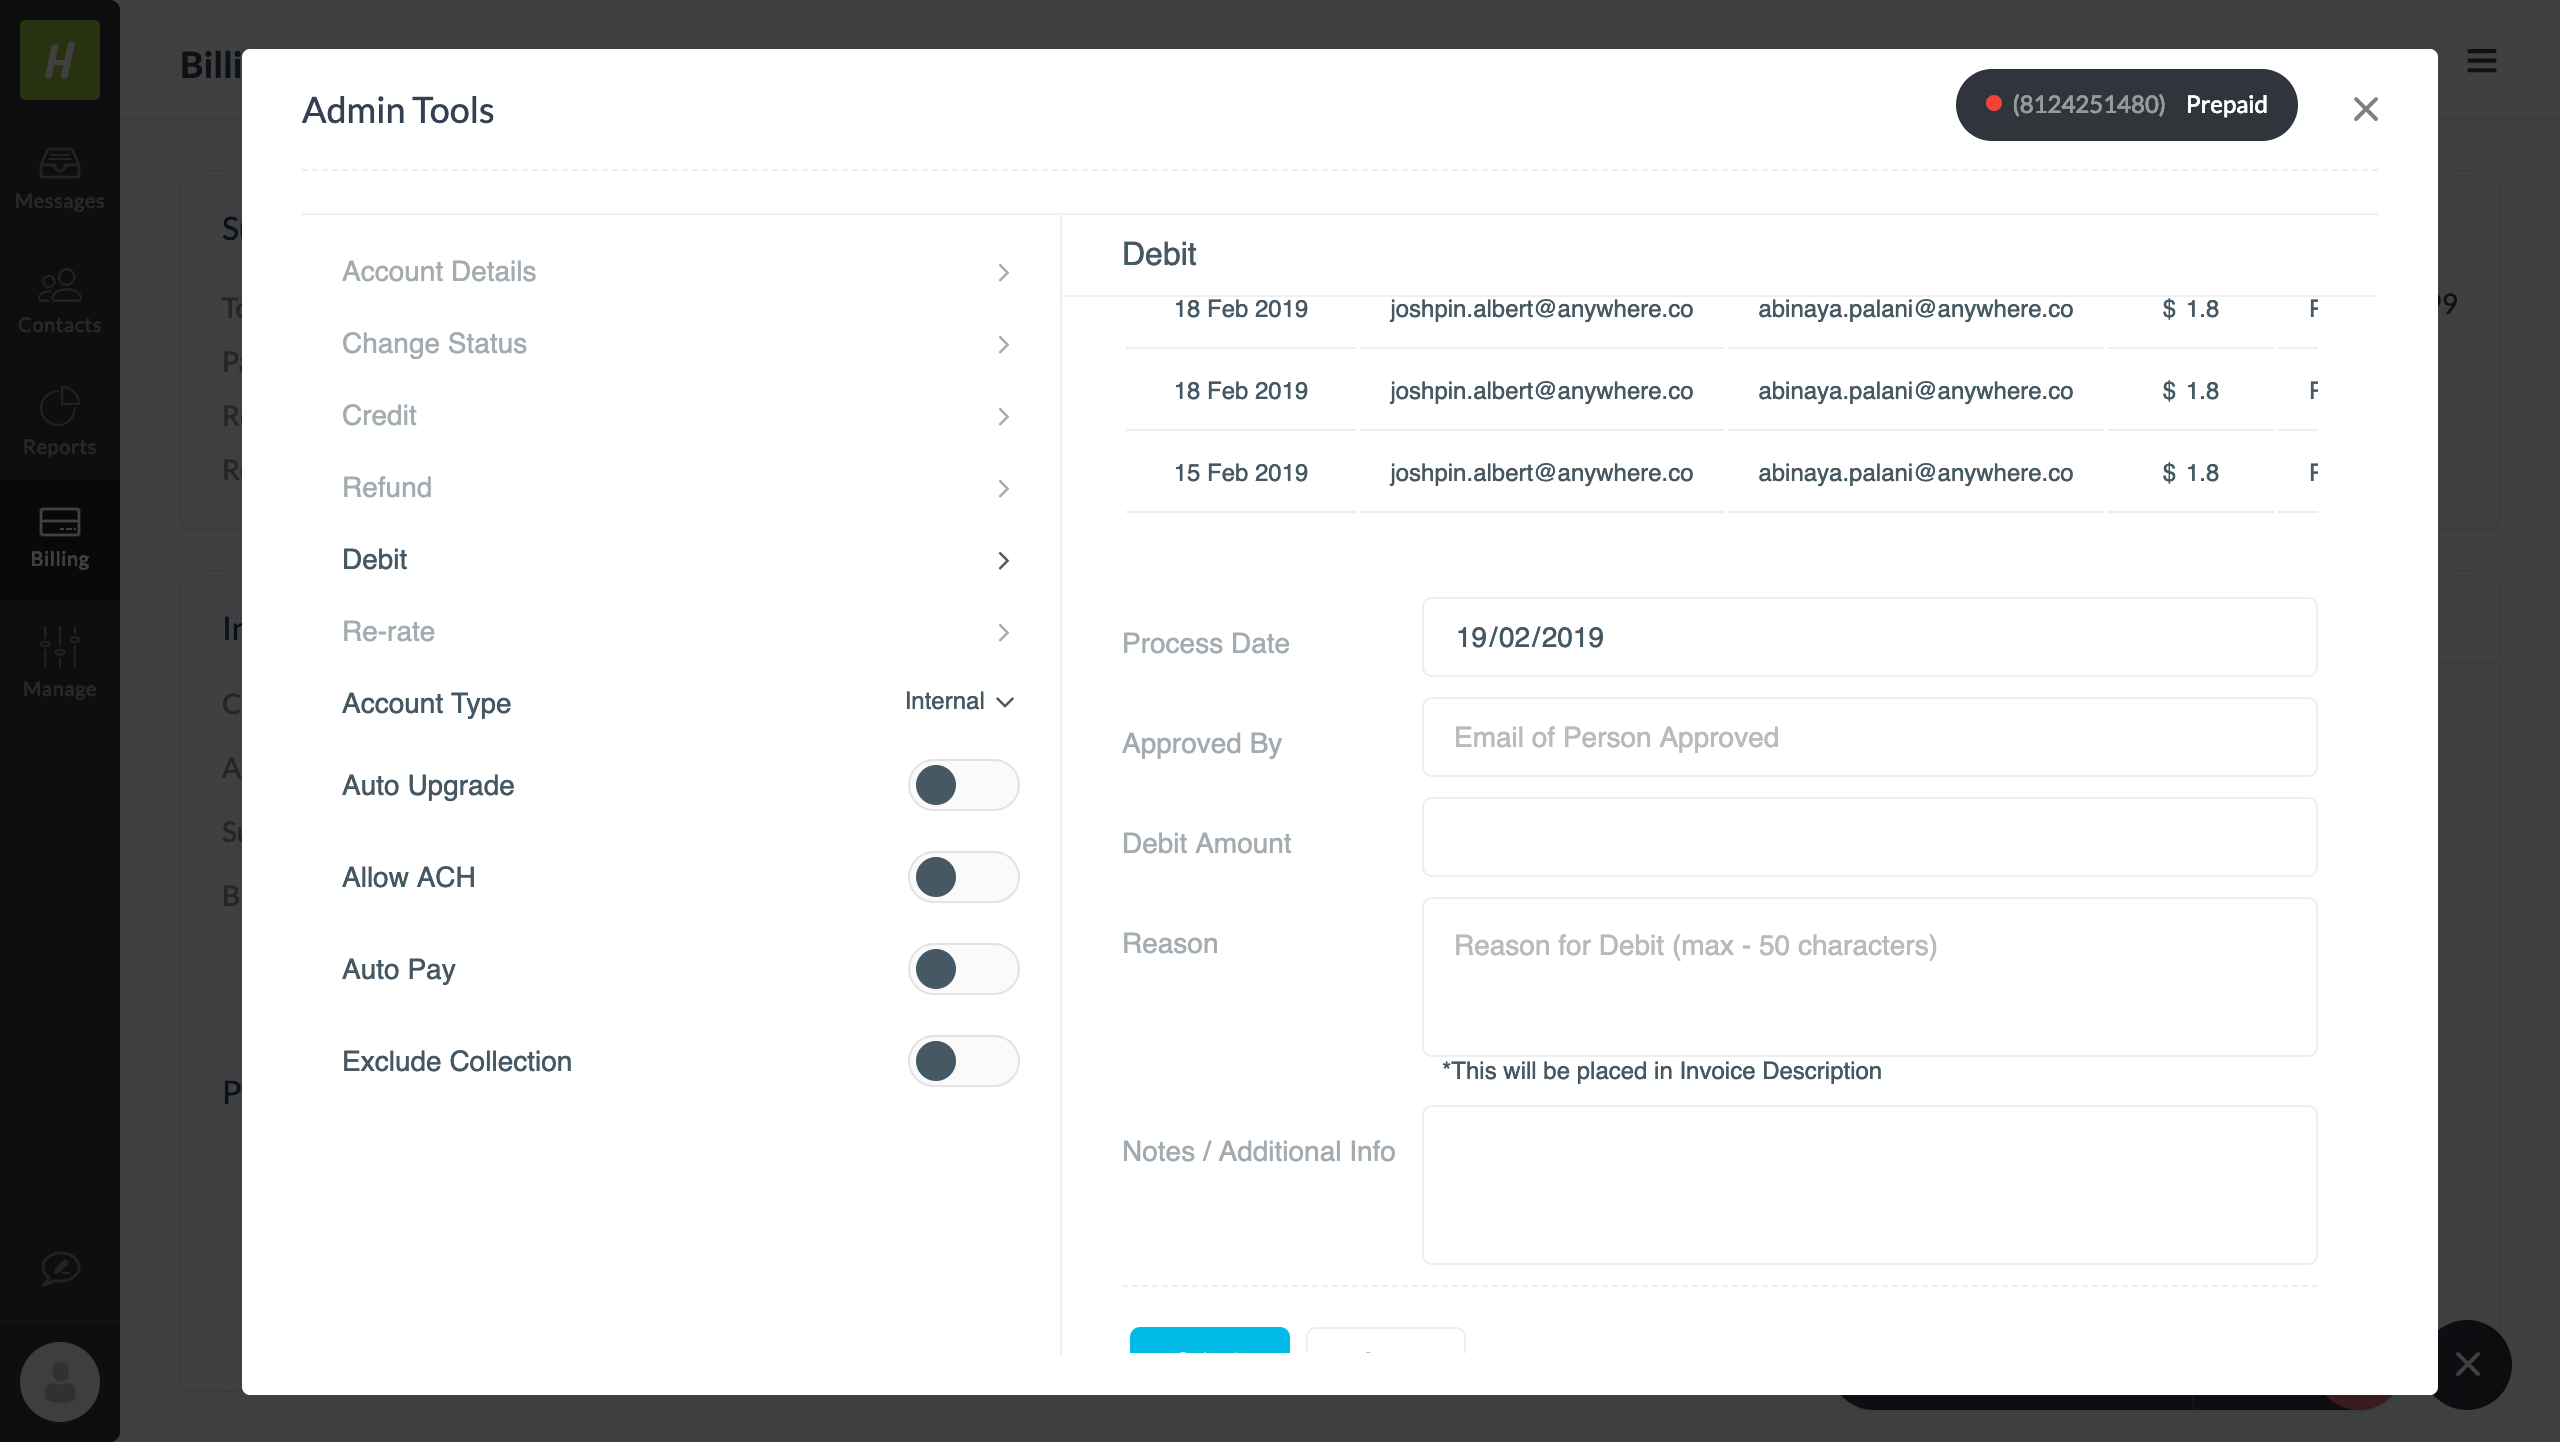 H
Billi
Admin Tools
(8124251480) Prepaid
Messages
Contacts
Reports
Billing
Manage
Account Details
Change Status
Credit
Refund
Debit
Re-rate
Account Type
Internal
Auto Upgrade
Allow ACH
Auto Pay
Exclude Collection
Debit
18 Feb 2019 joshpin.albert@anywhere.co abinaya.palani@anywhere.co $ 1.8
18 Feb 2019 joshpin.albert@anywhere.co abinaya.palani@anywhere.co $ 1.8
15 Feb 2019 joshpin.albert@anywhere.co abinaya.palani@anywhere.co $ 1.8
Process Date
19/02/2019
Approved By
Email of Person Approved
Debit Amount
Reason
Reason for Debit (max - 50 characters)
*This will be placed in Invoice Description
Notes / Additional Info